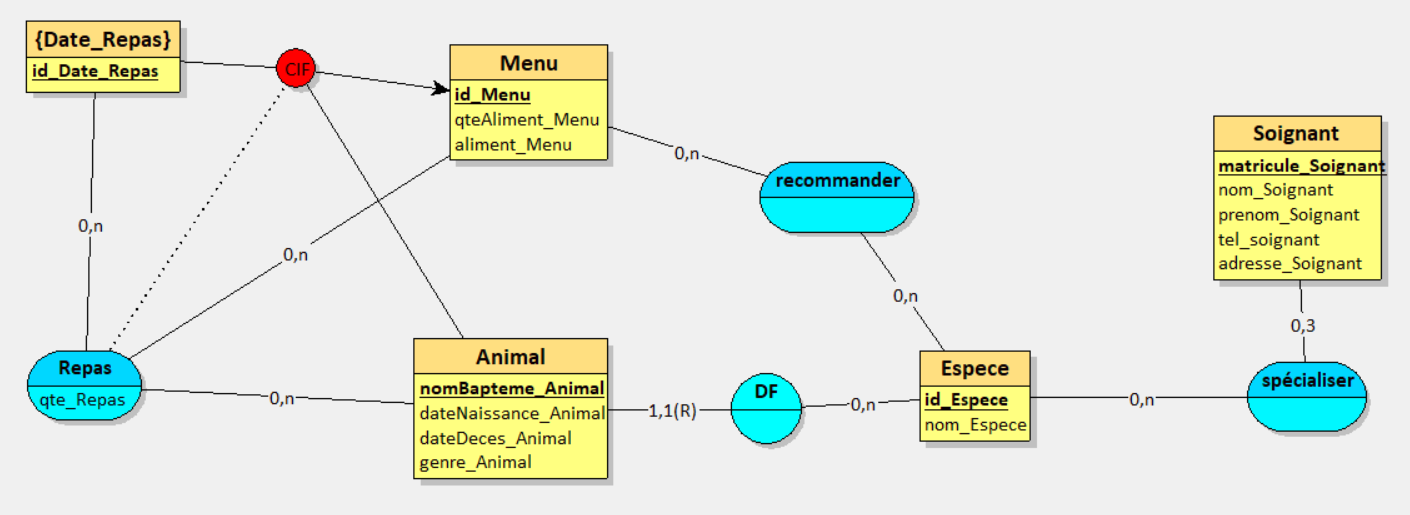 {Date_Repas}
id_Date_Repas
CIF
Menu
id_Menu
qteAliment_Menu
aliment_Menu
0,n
recommander
Soignant
matricule_Soignant
nom_Soignant
prenom_Soignant
tel_soignant
adresse_Soignant
0,n
0,n
0,n
0,3
Repas
qte_Repas
0,n
Animal
nomBapteme_Animal
dateNaissance_Animal
dateDeces_Animal
genre_Animal
1,1(R)
DF
0,n
Espece
id_Espece
nom_Espece
0,n
spécialiser